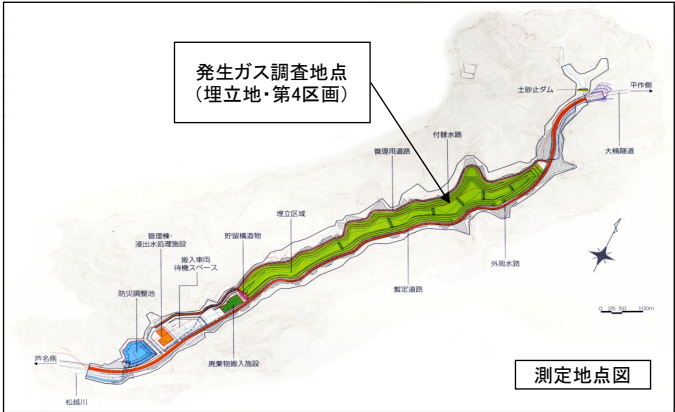 発生ガス調査地点
(埋立地・第4区画)
土砂止ダム
平作側
付替水路
大楠隧道
管理用道路
埋立区域
貯留構造物
管理棟・
浸出水処理施設
搬入車両
待機スペース
外周水路
防災調整池
暫定道路
0 25 50 100m
芦名側
廃棄物搬入施設
測定地点図
松越川